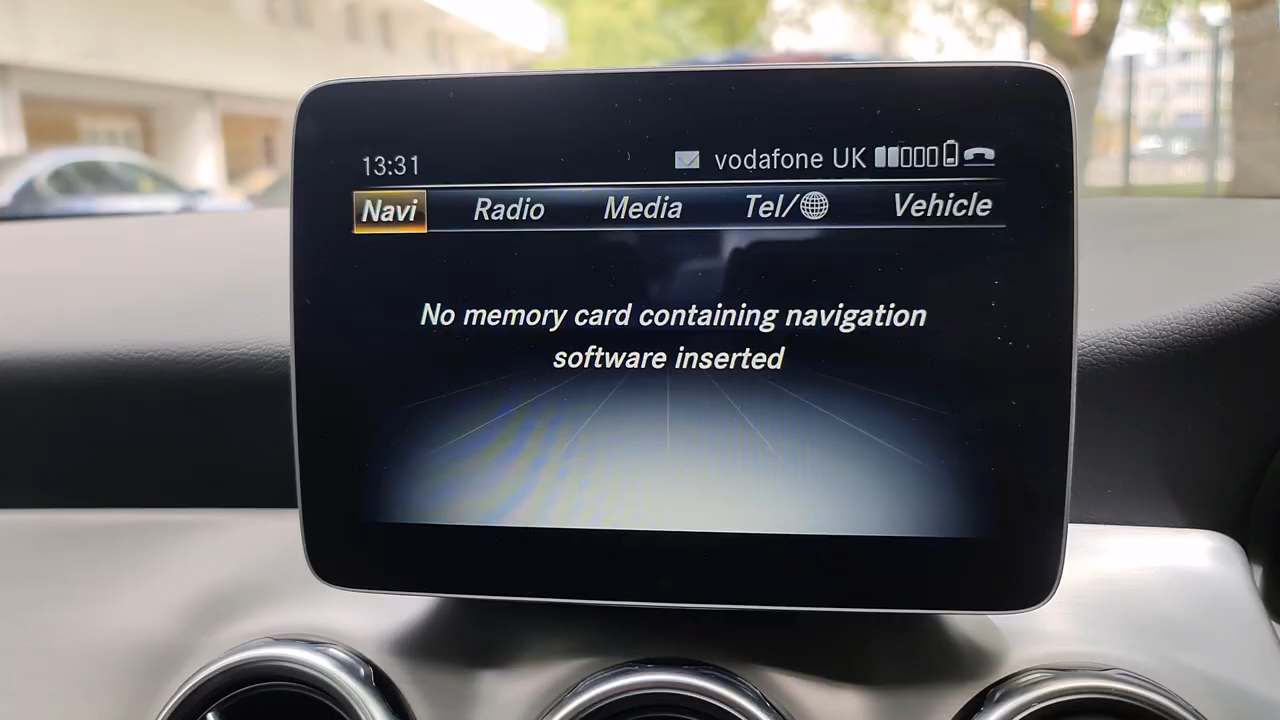 13:31 vodafone UK
Navi Radio Media Tel/ Vehicle
No memory card containing navigation
software inserted